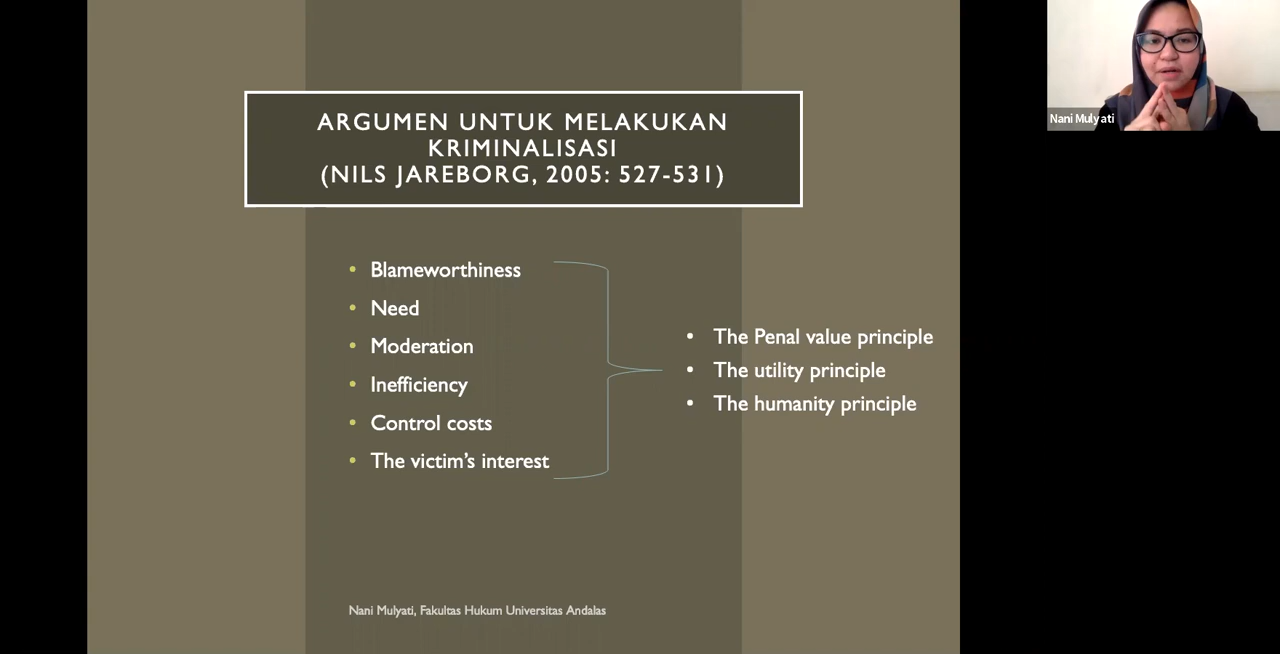 ARGUMEN UNTUK MELAKUKAN
KRIMINALISASI
(NILS JAREBORG, 2005: 527-531)
• Blameworthiness
• Need
• Moderation
• Inefficiency
• Control costs
• The victim's interest
• The Penal value principle
• The utility principle
• The humanity principle
Nani Mulyati, Fakultas Hukum Universitas Andalas
Nani Mulyati